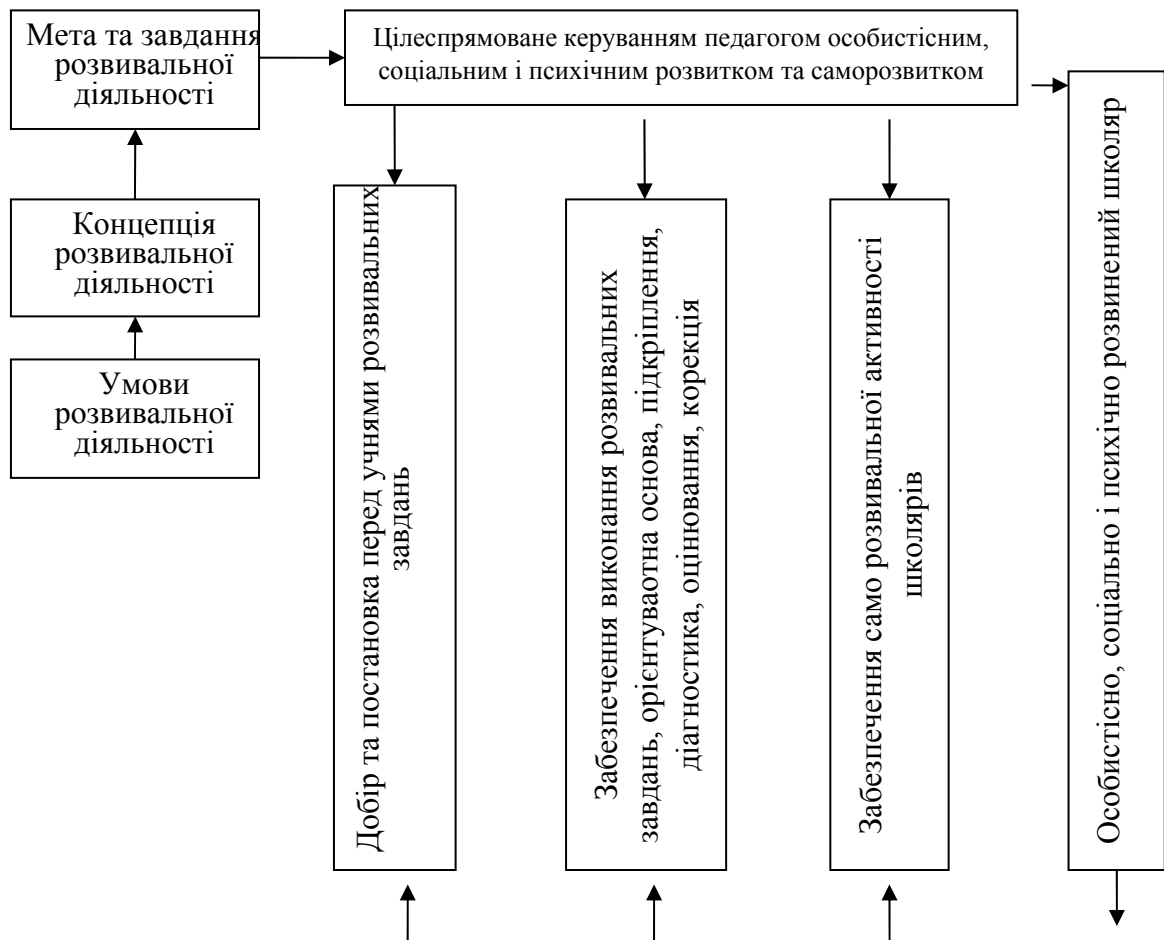 Мета та завдання
розвивальної
діяльності
Цілеспрямоване керуванням педагогом особистісним,
соціальним і психічним розвитком та саморозвитком
Концепція
розвивальної
діяльності
Умови
розвивальної
діяльності
Добір та постановка перед учнями розвивальних
завдань
Забезпечення виконання розвивальних
завдань, орієнтуваотна основа, підкріплення,
діагностика, оцінювання, корекція
Забезпечення само розвивальної активності
школярів
Особистісно, соціально і психічно розвинений школяр